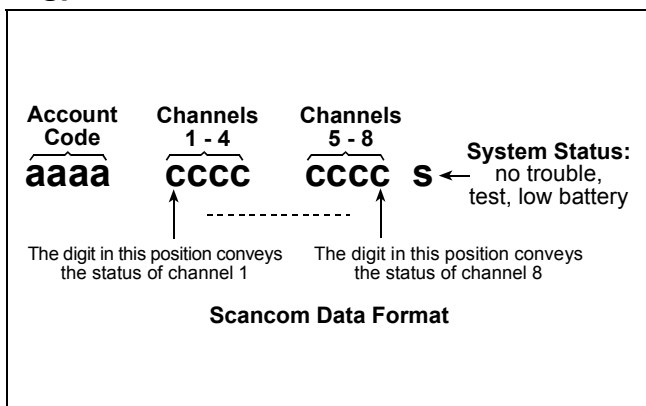 Account Channels Channels
Code 1 - 4 5 - 8
System Status:
aaaa cccc cccc s no trouble,
test, low battery
The digit in this position conveys The digit in this position conveys
the status of channel 1 the status of channel 8
Scancom Data Format